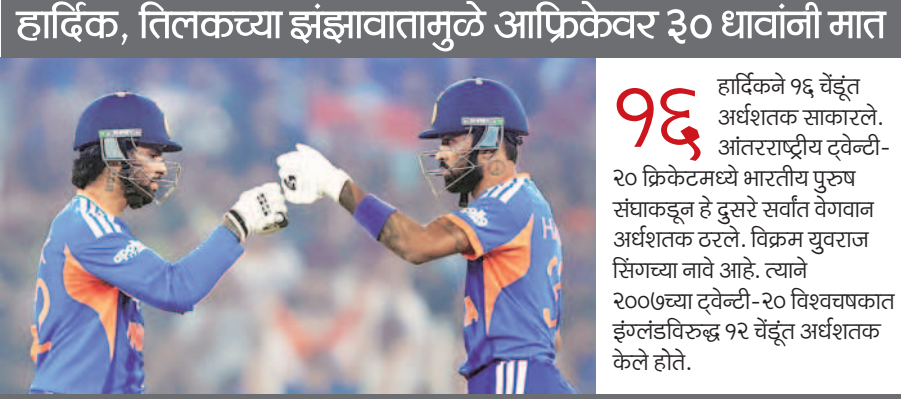 हार्दिक, तिलकच्या झंझावातामुळे आफ्रिकेवर ३० धावांनी मात
१६
हार्दिकने १६ चेंडूंत
अर्धशतक साकारले.
आंतरराष्ट्रीय ट्वेन्टी-
२० क्रिकेटमध्ये भारतीय पुरुष
संघाकडून हे दुसरे सर्वांत वेगवान
अर्धशतक ठरले. विक्रम युवराज
सिंगच्या नावे आहे. त्याने
२००७च्या ट्वेन्टी-२० विश्वचषकात
इंग्लंडविरुद्ध १२ चेंडूंत अर्धशतक
केले होते.